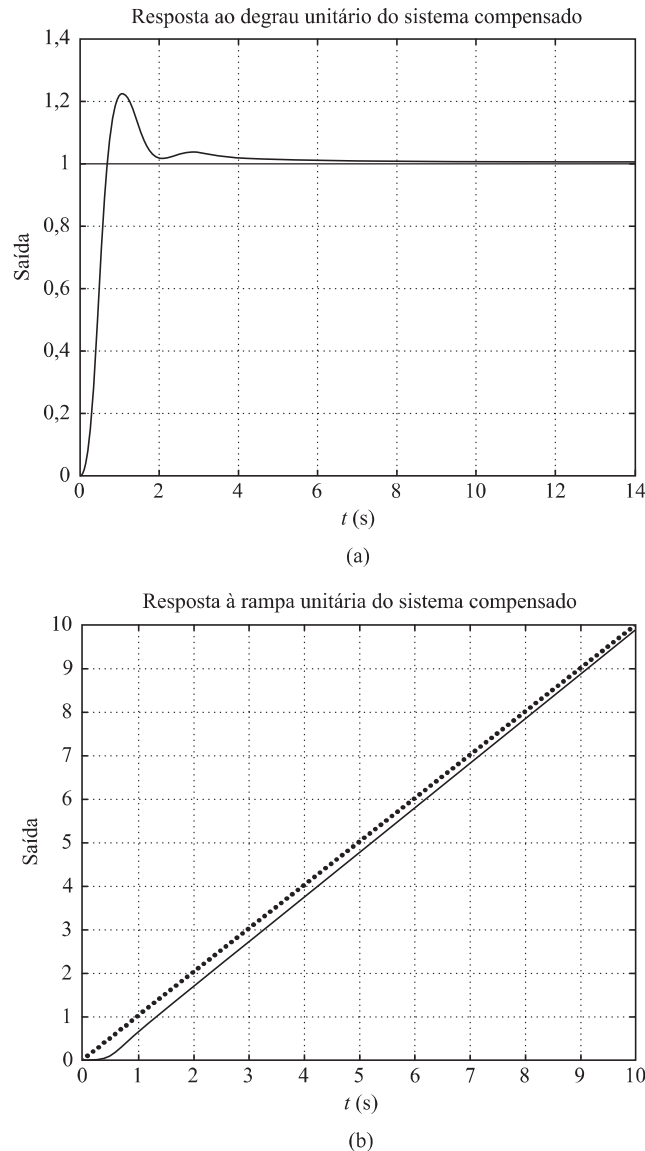 Resposta ao degrau unitário do sistema compensado
1,4
1,2
1
0,8
0,6
0,4
0,2
0
Saída
0 2 4 6 8 10 12 14
t (s)
(a)
Resposta à rampa unitária do sistema compensado
10
9
8
7
6
5
4
3
2
1
0
Saída
0 1 2 3 4 5 6 7 8 9 10
t (s)
(b)